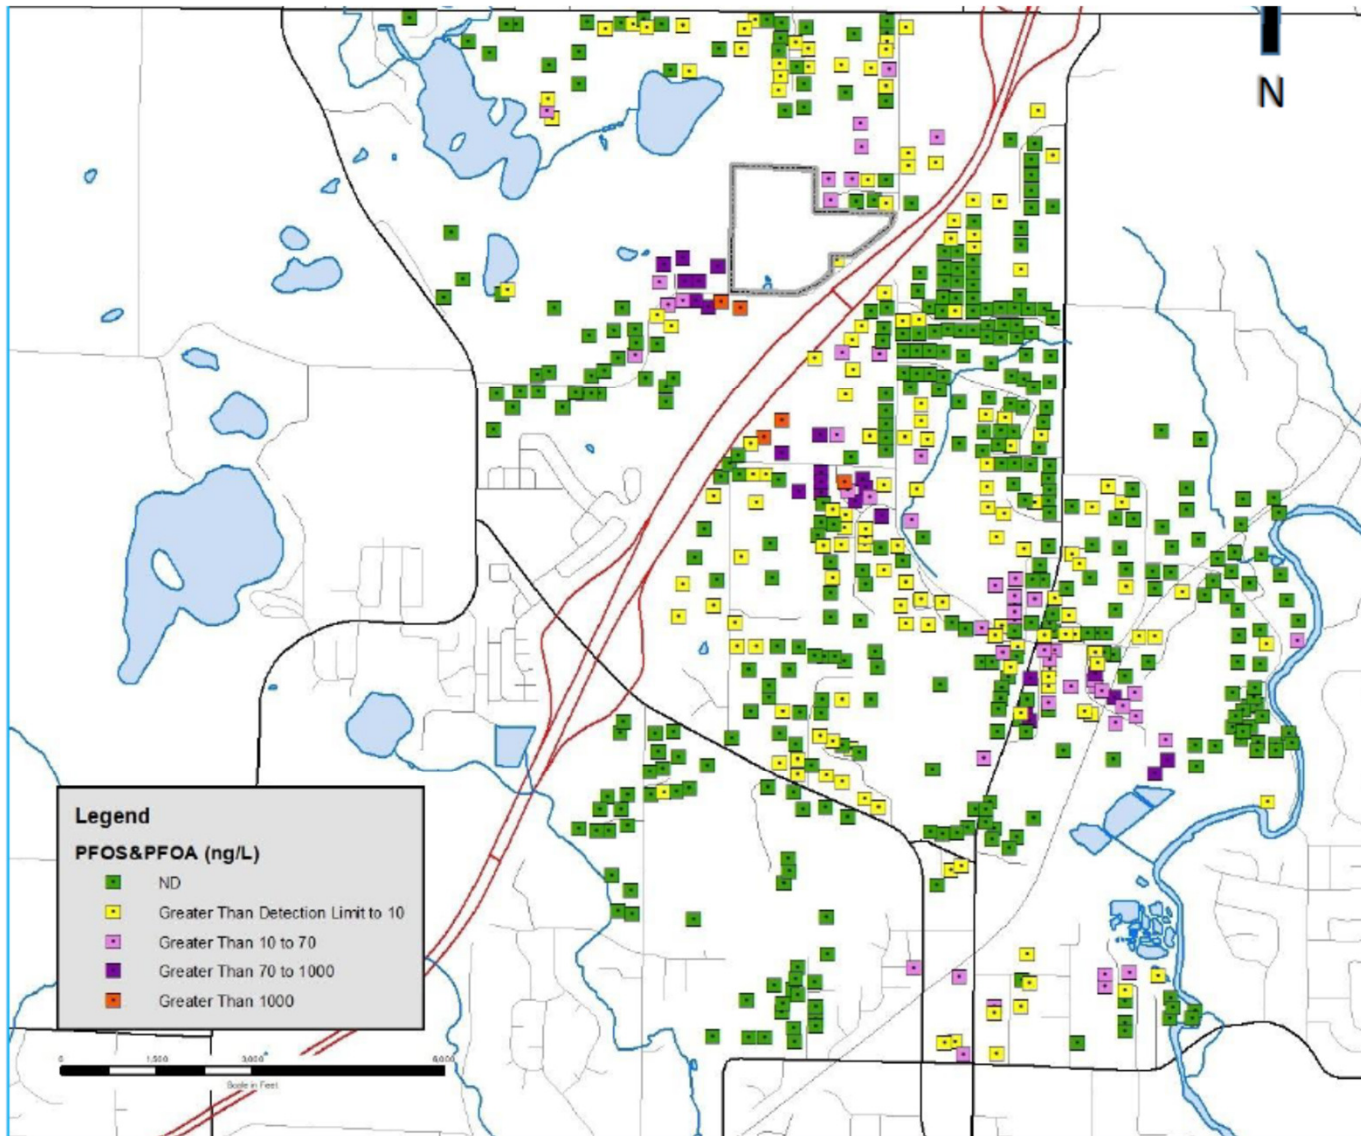 N
Legend
PFOS&PFOA (ng/L)
ND
Greater Than Detection Limit to 10
Greater Than 10 to 70
Greater Than 70 to 1000
Greater Than 1000
0 1,500 3,000 6,000
Scale in Feet